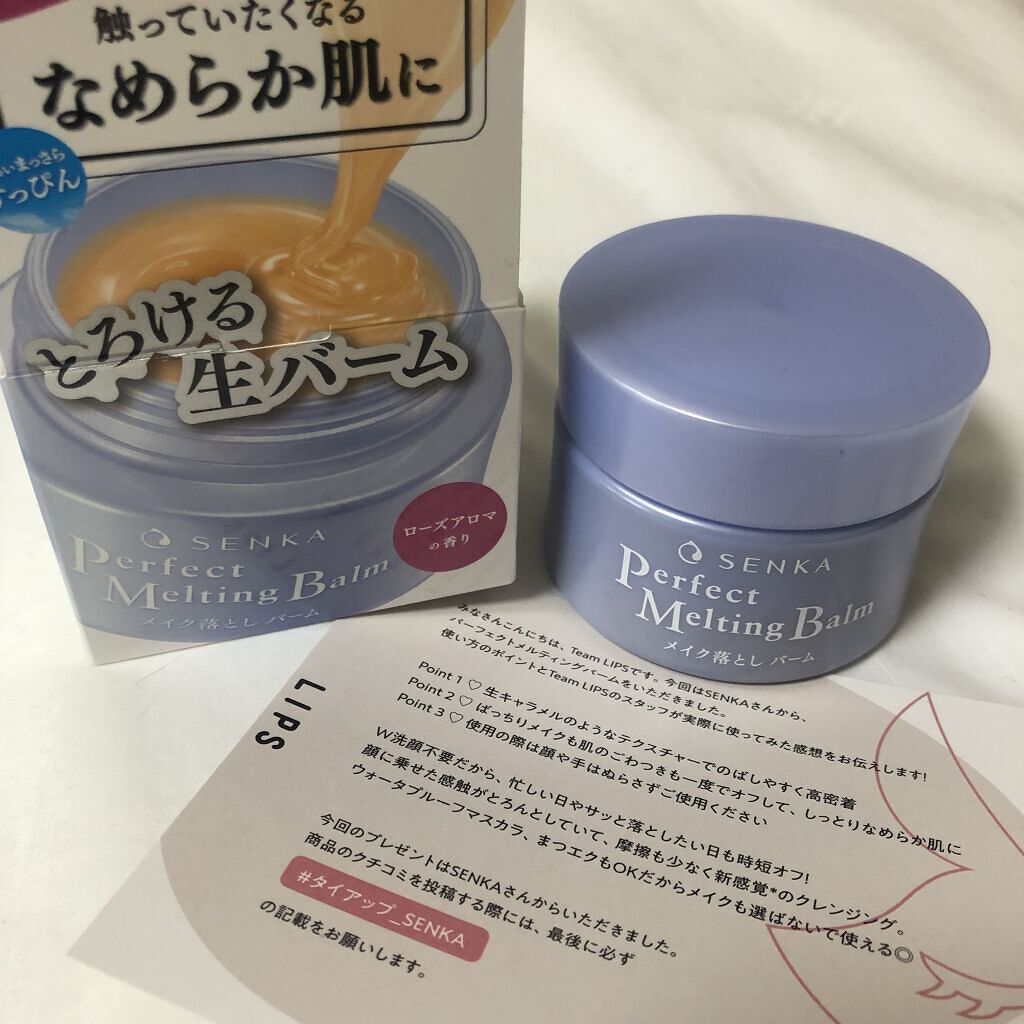 触っていたくなる
なめらか肌に
まっさら
っぴん
とろける
生バーム
ローズアロマ
の香り
SENKA
Perfect
Melting Balm
メイク落とし バーム
SENKA
Perfect
Melting Balm
メイク落とし バーム
LIPS
みなさんこんにちは、Team LIPSです。今回はSENKAさんから、
パーフェクトメルティングバームをいただきました。
使い方のポイントとTeam LIPSのスタッフが実際に使ってみた感想をお伝えします!
Point 1 ♡ 生キャラメルのようなテクスチャーでのばしやすく高密着
Point 2 ♡ ばっちりメイクも肌のごわつきも一度でオフして、しっとりなめらか肌に
Point 3 ♡ 使用の際は顔や手はぬらさずご使用ください
W洗顔不要だから、忙しい日やサッと落としたい日も時短オフ!
顔に乗せた感触がとろんとしていて、摩擦も少なく新感覚*のクレンジング。
ウォータプルーフマスカラ、まつエクもOKだからメイクも選ばないで使える◎
今回のプレゼントはSENKAさんからいただきました。
商品のクチコミを投稿する際には、最後に必ず
#タイアップ_SENKA
の記載をお願いします。